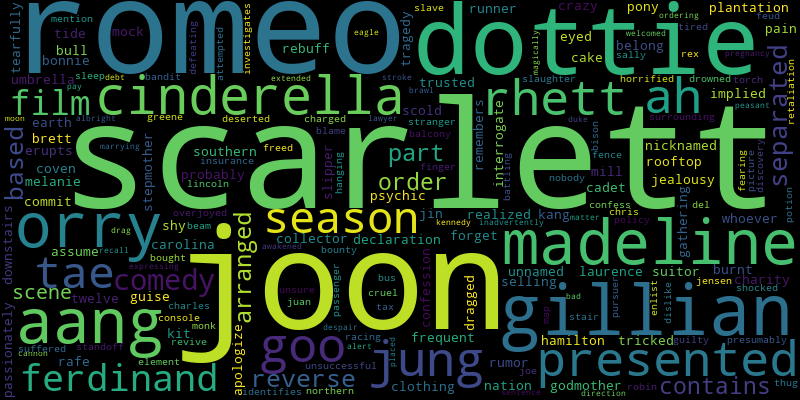 tearfully mention romeo investigates slave runner crazy pony plantation
tide mock defeating attempted rebuff tragedy dottie eagle ordering welcomed tired feud pain
bull bonnie eyed cake belong sally rex magically pregnancy
umbrella sleep debt bandit extended trusted slaughter horrified drowned torch retaliation
film cinderella pay stroke brawl scold rhett ah implied separated
moon earth albright greene deserted charged lawyer stranger duke peasant surrounding
based brett erupts marrying scarlett blame balcony remembers interrogate bison nicknamed fearing picture discovery
coven stepmother southern insurance freed slipper hanging part finger battling fence rooftop
melanie probably lincoln order nobody mill jealousy
commit psychic cadet confess del potion
orry shy beam overjoyed season jin realized kang chris matter policy gathering whoever
downstairs carolina drag recall arranged collector declaration kennedy inadvertently forget madeline
assume bought awakened bounty confession unnamed laurence suitor burnt
tae expressing joon passenger bus selling jensen charity
scene twelve comedy unsure cruel dragged pursuer enlist dislike shocked
passionately guise charles juan tax gillian bad map stair
aang console monk despair racing frequent hamilton tricked guilty presumably
kit revive goo alert placed rumor
suffered standoff apologize unsuccessful jung joe presented
cannon rafe element reverse nation godmother robin contains thug
ferdinand identifies northern clothing sentence direction